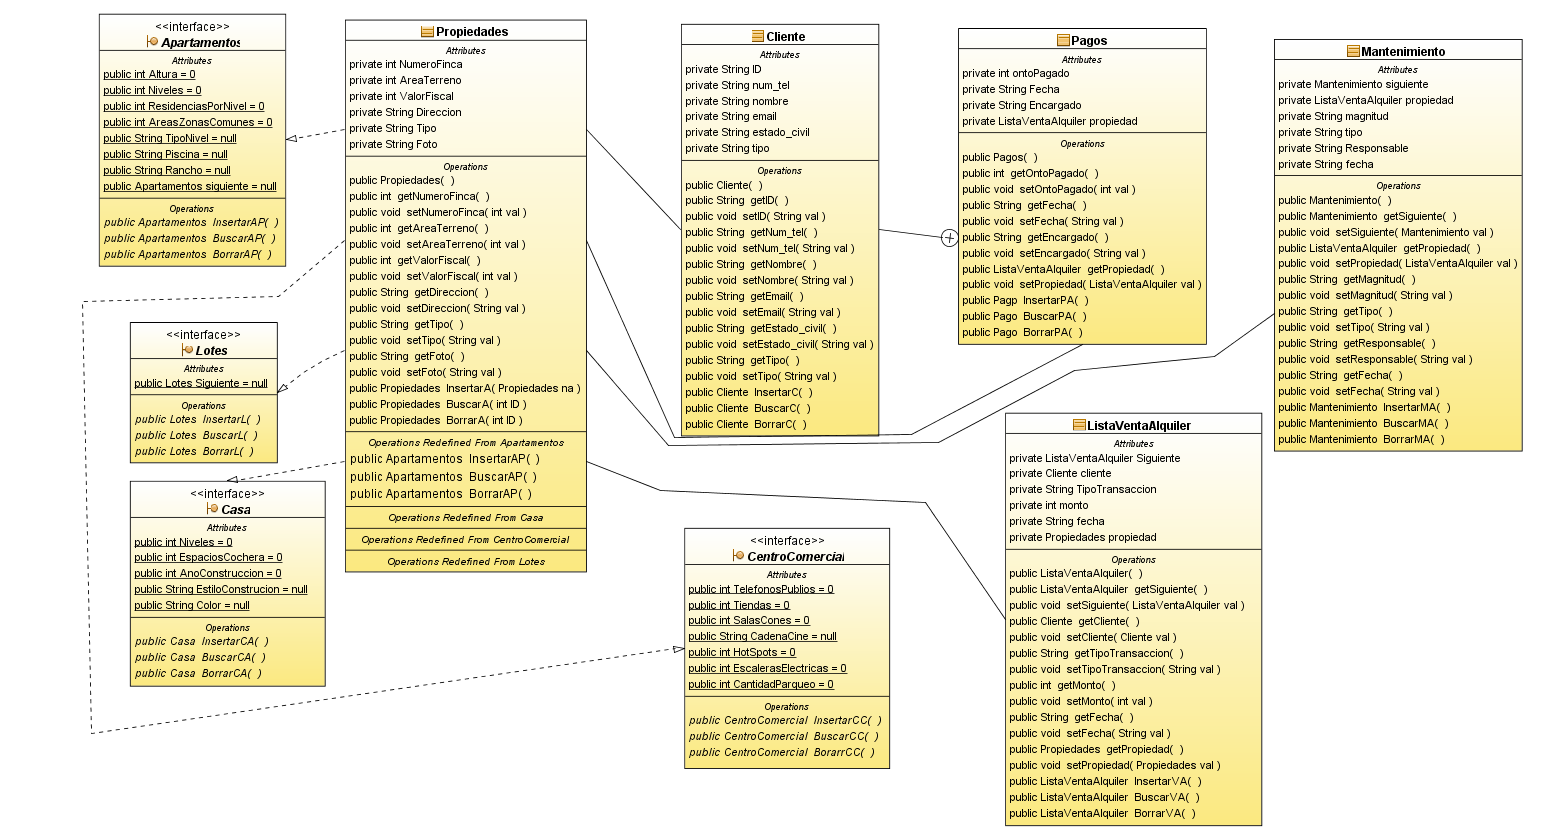 <<interface>>
Apartamentos
Attributes
public int Altura = 0
public int Niveles = 0
public int ResidenciasPorNivel = 0
public int AreasZonasComunes = 0
public String TipoNivel = null
public String Piscina = null
public String Rancho = null
public Apartamentos siguiente = null
Operations
public Apartamentos InsertarAP( )
public Apartamentos BuscarAP( )
public Apartamentos BorrarAP( )
<<interface>>
Lotes
Attributes
public Lotes Siguiente = null
Operations
public Lotes InsertarL( )
public Lotes BuscarL( )
public Lotes BorrarL( )
<<interface>>
Casa
Attributes
public int Niveles = 0
public int EspaciosCochera = 0
public int AnoConstruccion = 0
public String EstiloConstrucion = null
public String Color = null
Operations
public Casa InsertarCA( )
public Casa BuscarCA( )
public Casa BorrarCA( )
Propiedades
Attributes
private int NumeroFinca
private int AreaTerreno
private int ValorFiscal
private String Direccion
private String Tipo
private String Foto
Operations
public Propiedades( )
public int getNumeroFinca( )
public void setNumeroFinca( int val )
public int getAreaTerreno( )
public void setAreaTerreno( int val )
public int getValorFiscal( )
public void setValorFiscal( int val )
public String getDireccion( )
public void setDireccion( String val )
public String getTipo( )
public void setTipo( String val )
public String getFoto( )
public void setFoto( String val )
public Propiedades InsertarA( Propiedades na )
public Propiedades BuscarA( int ID )
public Propiedades BorrarA( int ID )
Operations Redefined From Apartamentos
public Apartamentos InsertarAP( )
public Apartamentos BuscarAP( )
public Apartamentos BorrarAP( )
Operations Redefined From Casa
Operations Redefined From CentroComercial
Operations Redefined From Lotes
Cliente
Attributes
private String ID
private String num_tel
private String nombre
private String email
private String estado_civil
private String tipo
Operations
public Cliente( )
public String getID( )
public void setID( String val )
public String getNum_tel( )
public void setNum_tel( String val )
public String getNombre( )
public void setNombre( String val )
public String getEmail( )
public void setEmail( String val )
public String getEstado_civil( )
public void setEstado_civil( String val )
public String getTipo( )
public void setTipo( String val )
public Cliente InsertarC( )
public Cliente BuscarC( )
public Cliente BorrarC( )
<<interface>>
CentroComercial
Attributes
public int TelefonosPublios = 0
public int Tiendas = 0
public int SalasCones = 0
public String CadenaCine = null
public int HotSpots = 0
public int EscalerasElectricas = 0
public int CantidadParqueo = 0
Operations
public CentroComercial InsertarCC( )
public CentroComercial BuscarCC( )
public CentroComercial BorarrCC( )
Pagos
Attributes
private int ontoPagado
private String Fecha
private String Encargado
private ListaVentaAlquiler propiedad
Operations
public Pagos( )
public int getOntoPagado( )
public void setOntoPagado( int val )
public String getFecha( )
public void setFecha( String val )
public String getEncargado( )
public void setEncargado( String val )
public ListaVentaAlquiler getPropiedad( )
public void setPropiedad( ListaVentaAlquiler val )
public Pagp InsertarPA( )
public Pago BuscarPA( )
public Pago BorrarPA( )
ListaVentaAlquiler
Attributes
private ListaVentaAlquiler Siguiente
private Cliente cliente
private String TipoTransaccion
private int monto
private String fecha
private Propiedades propiedad
Operations
public ListaVentaAlquiler( )
public ListaVentaAlquiler getSiguiente( )
public void setSiguiente( ListaVentaAlquiler val )
public Cliente getCliente( )
public void setCliente( Cliente val )
public String getTipoTransaccion( )
public void setTipoTransaccion( String val )
public int getMonto( )
public void setMonto( int val )
public String getFecha( )
public void setFecha( String val )
public Propiedades getPropiedad( )
public void setPropiedad( Propiedades val )
public ListaVentaAlquiler InsertarVA( )
public ListaVentaAlquiler BuscarVA( )
public ListaVentaAlquiler BorrarVA( )
Mantenimiento
Attributes
private Mantenimiento siguiente
private ListaVentaAlquiler propiedad
private String magnitud
private String tipo
private String Responsable
private String fecha
Operations
public Mantenimiento( )
public Mantenimiento getSiguiente( )
public void setSiguiente( Mantenimiento val )
public ListaVentaAlquiler getPropiedad( )
public void setPropiedad( ListaVentaAlquiler val )
public String getMagnitud( )
public void setMagnitud( String val )
public String getTipo( )
public void setTipo( String val )
public String getResponsable( )
public void setResponsable( String val )
public String getFecha( )
public void setFecha( String val )
public Mantenimiento InsertarMA( )
public Mantenimiento BuscarMA( )
public Mantenimiento BorrarMA( )